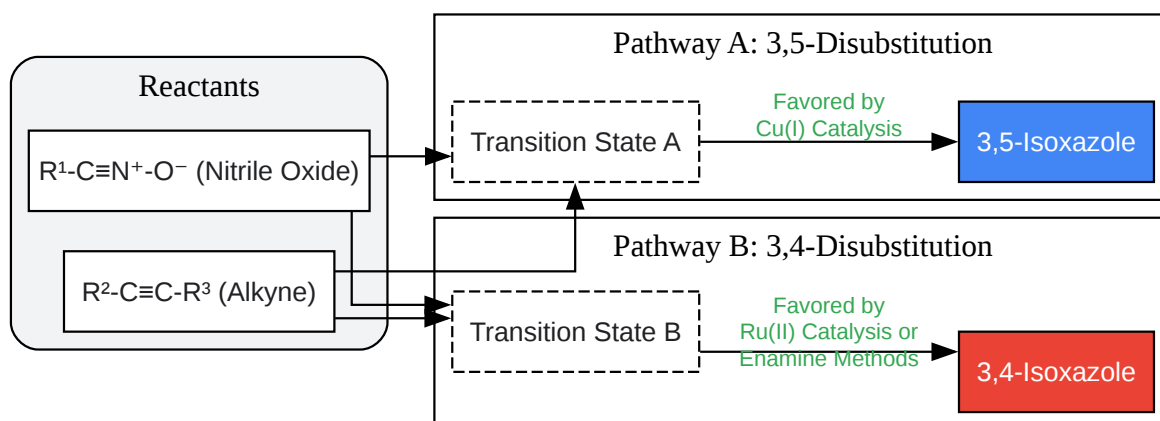 Reactants
R¹-C≡N⁺-O⁻ (Nitrile Oxide)
R²-C≡C-R³ (Alkyne)
Pathway A: 3,5-Disubstitution
Transition State A
Favored by
Cu(I) Catalysis
3,5-Isoxazole
Pathway B: 3,4-Disubstitution
Transition State B
Favored by
Ru(II) Catalysis or
Enamine Methods
3,4-Isoxazole